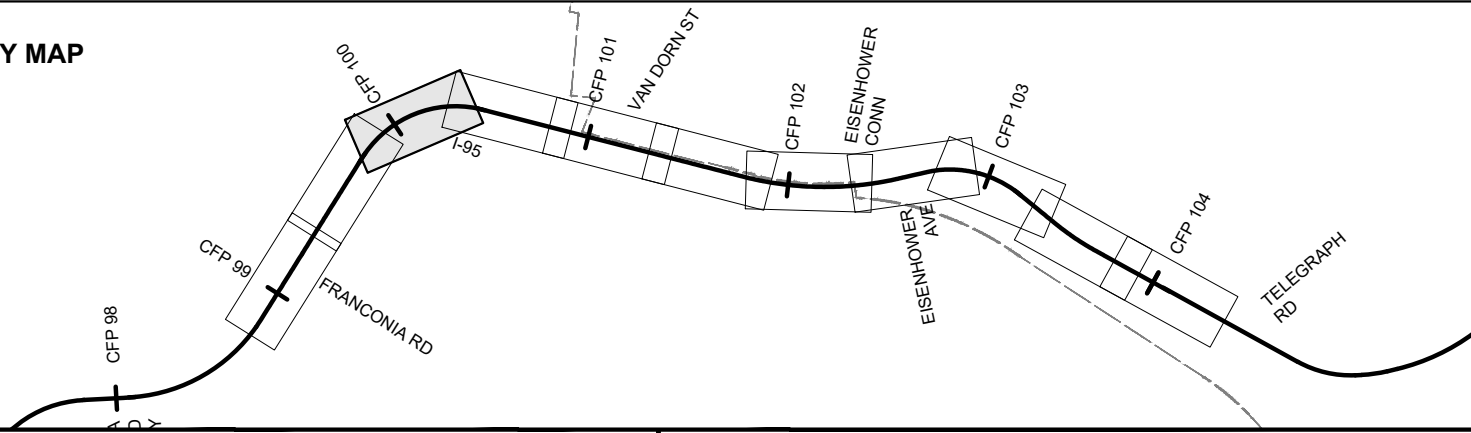 Y MAP
CFP 98
CFP 99
FRANCONIA RD
CFP 100
I-95
CFP 101
VAN DORN ST
CFP 102
EISENHOWER
CONN
EISENHOWER
AVE
CFP 103
CFP 104
TELEGRAPH
RD